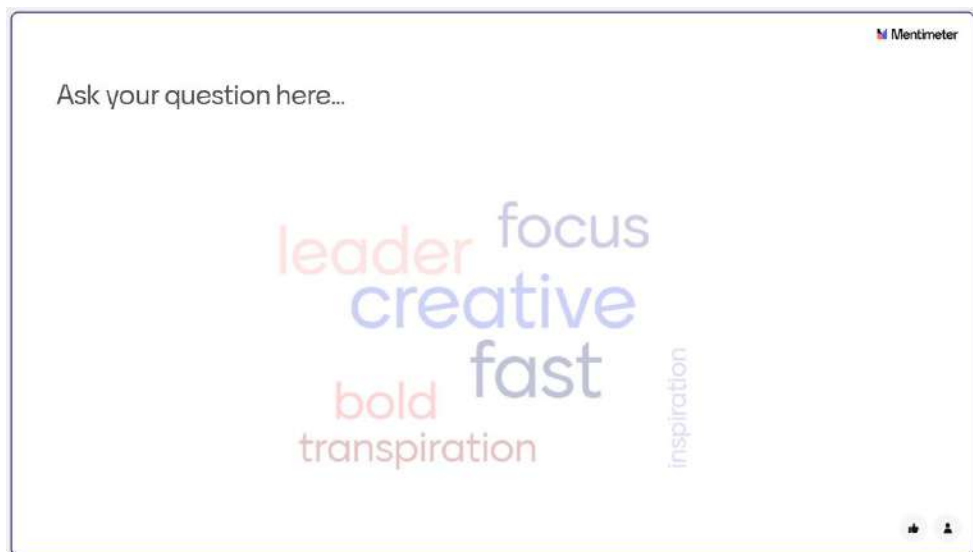 Mentimeter
Ask your question here...
focus
leader
creative
fast
bold
inspiration
transpiration